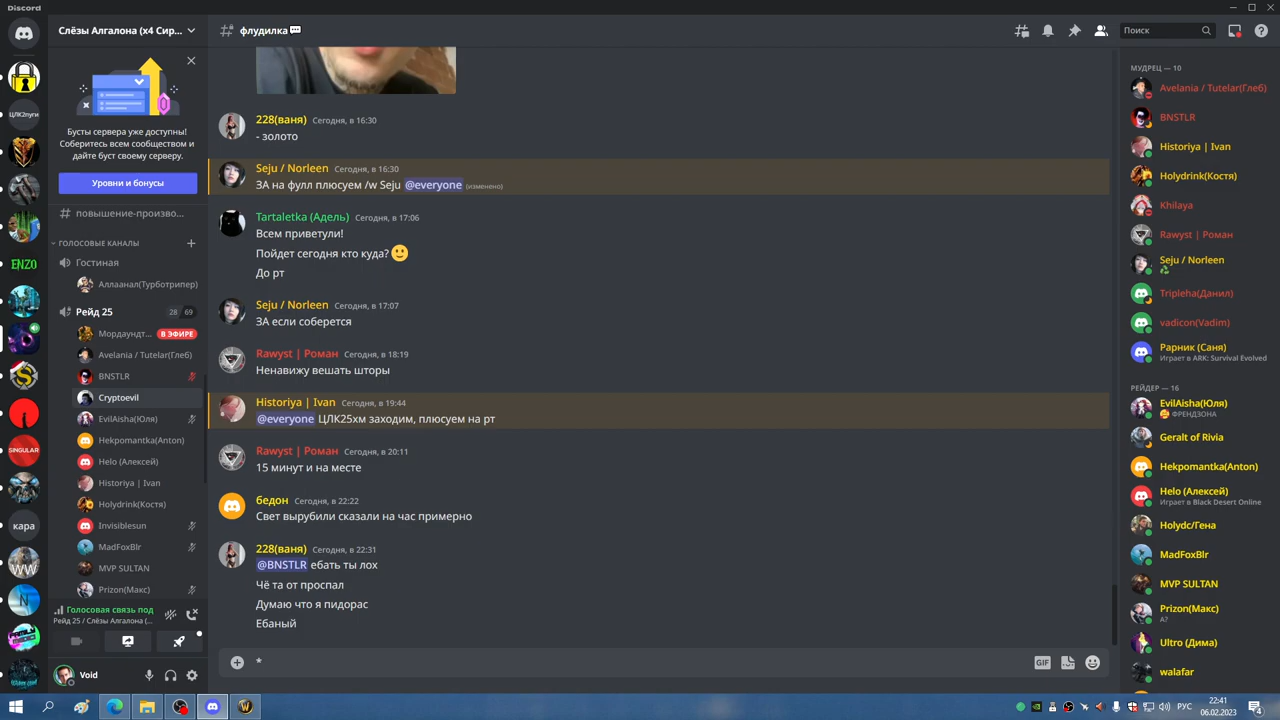 Discord
Слёзы Алгалона (x4 Сир...
флудилка
Поиск
Бусты сервера уже доступны!
Соберитесь всем сообществом и
дайте буст своему серверу.
Уровни и бонусы
повышение-произво...
ГОЛОСОВЫЕ КАНАЛЫ
Гостиная
Аллаанал(Турботрипер)
Рейд 25 28 69
Мордаундт... В ЭФИРЕ
Avelania / Tutelar(Глеб)
BNSTLR
Cryptoevil
EvilAisha(Юля)
Hekpomantka(Anton)
Helo (Алексей)
Historiya | Ivan
Holydrink(Костя)
Invisiblesun
MadFoxBlr
MVP SULTAN
Prizon(Макс)
Голосовая связь под
Рейд 25 / Слёзы Алгалона (...
Void
ЦЛК2пуги
ENZO
SINGULAR
кара
WW
228(ваня) Сегодня, в 16:30
- золото
Seju / Norleen Сегодня, в 16:30
ЗА на фулл плюсуем /w Seju @everyone (изменено)
Tartaletka (Адель) Сегодня, в 17:06
Всем приветули!
Пойдет сегодня кто куда?
До рт
Seju / Norleen Сегодня, в 17:07
ЗА если соберется
Rawyst | Роман Сегодня, в 18:19
Ненавижу вешать шторы
Historiya | Ivan Сегодня, в 19:44
@everyone ЦЛК25хм заходим, плюсуем на рт
Rawyst | Роман Сегодня, в 20:11
15 минут и на месте
бедон Сегодня, в 22:22
Свет вырубили сказали на час примерно
228(ваня) Сегодня, в 22:31
@BNSTLR ебать ты лох
Чё та от проспал
Думаю что я пидорас
Ебаный
*
GIF
МУДРЕЦ — 10
Avelania / Tutelar(Глеб)
BNSTLR
Historiya | Ivan
Holydrink(Костя)
Khilaya
Rawyst | Роман
Seju / Norleen
Tripleha(Данил)
vadicon(Vadim)
Рарник (Саня)
Играет в ARK: Survival Evolved
РЕЙДЕР — 16
EvilAisha(Юля)
ФРЕНДЗОНА
Geralt of Rivia
Hekpomantka(Anton)
Helo (Алексей)
Играет в Black Desert Online
Holydc/Гена
MadFoxBlr
MVP SULTAN
Prizon(Макс)
А?
Ultro (Дима)
walafar
РУС
22:41
06.02.2023
4